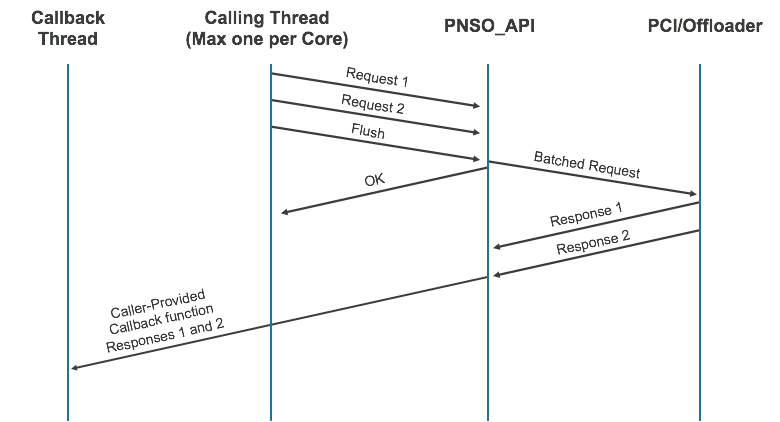 Callback
Thread
Calling Thread
(Max one per Core)
PNSO_API
PCI/Offloader
Request 1
Request 2
Flush
Batched Request
OK
Response 1
Response 2
Caller-Provided
Callback function
Responses 1 and 2